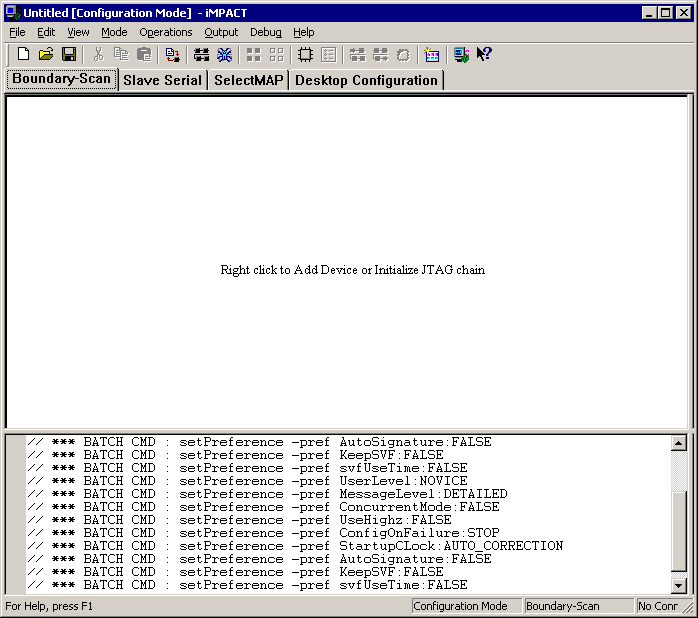 Untitled [Configuration Mode] - iMPACT
File Edit View Mode Operations Output Debug Help
Boundary-Scan Slave Serial SelectMAP Desktop Configuration
Right click to Add Device or Initialize JTAG chain
// *** BATCH CMD : setPreference -pref AutoSignature:FALSE
// *** BATCH CMD : setPreference -pref KeepSVF:FALSE
// *** BATCH CMD : setPreference -pref svfUseTime:FALSE
// *** BATCH CMD : setPreference -pref UserLevel:NOVICE
// *** BATCH CMD : setPreference -pref MessageLevel:DETAILED
// *** BATCH CMD : setPreference -pref ConcurrentMode:FALSE
// *** BATCH CMD : setPreference -pref UseHighz:FALSE
// *** BATCH CMD : setPreference -pref ConfigOnFailure:STOP
// *** BATCH CMD : setPreference -pref StartupCLock:AUTO_CORRECTION
// *** BATCH CMD : setPreference -pref AutoSignature:FALSE
// *** BATCH CMD : setPreference -pref KeepSVF:FALSE
// *** BATCH CMD : setPreference -pref svfUseTime:FALSE
For Help, press F1 Configuration Mode Boundary-Scan No Conr